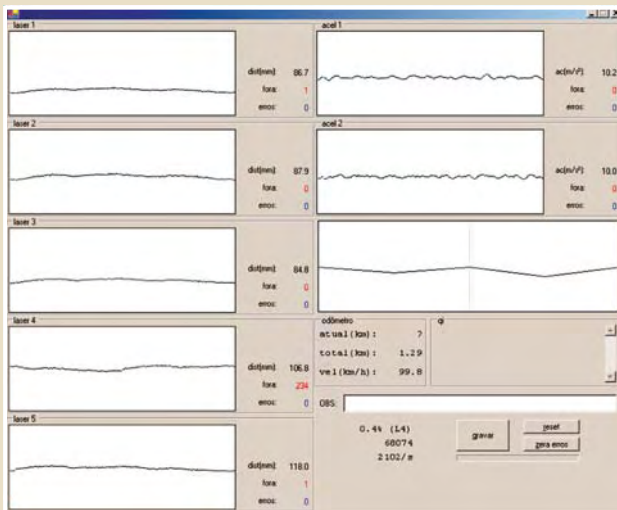 laser 1
dist(mm): 86.7
fora: 1
erros: 0
laser 2
dist(mm): 87.9
fora: 0
erros: 0
laser 3
dist(mm): 84.8
fora: 0
erros: 0
laser 4
dist(mm): 106.8
fora: 234
erros: 0
laser 5
dist(mm): 118.0
fora: 1
erros: 0
acel 1
ac(m/s²): 10.2
fora: 0
erros: 0
acel 2
ac(m/s²): 10.0
fora: 0
erros: 0
odômetro
atual(km): ?
total(km): 1.29
vel(km/h): 99.8
qi
OBS:
0.4% (L4)
68074
2102/s
gravar
reset
zera erros